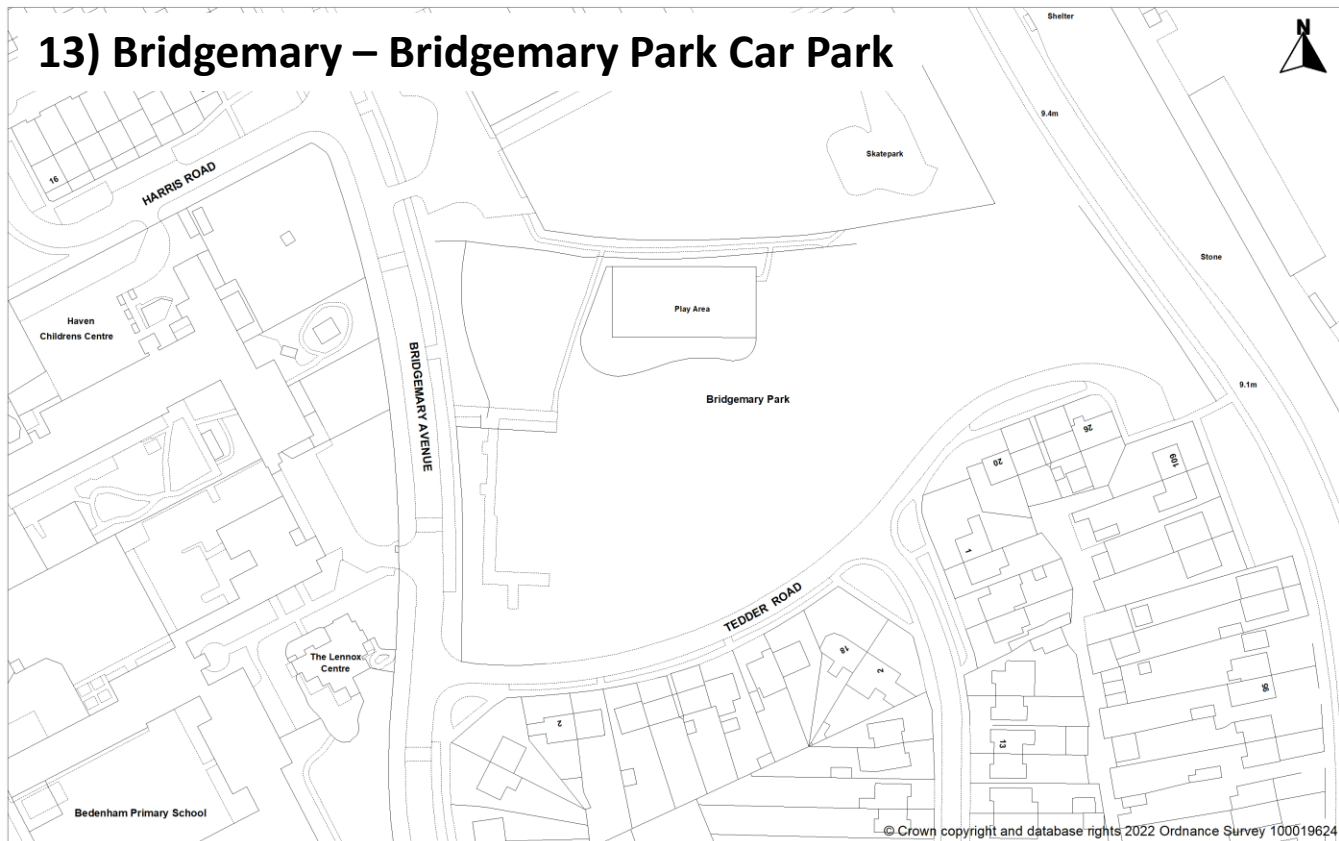 13) Bridgemary – Bridgemary Park Car Park
N
Shelter
9.4m
Skatepark
16
HARRIS ROAD
Stone
Haven
Childrens Centre
Play Area
BRIDGEMARY AVENUE
Bridgemary Park
9.1m
26
20
109
1
TEDDER ROAD
The Lennox
Centre
18
2
2
95
13
Bedenham Primary School
© Crown copyright and database rights 2022 Ordnance Survey 100019624